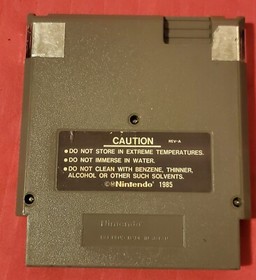 CAUTION
REV-A
• DO NOT STORE IN EXTREME TEMPERATURES.
• DO NOT IMMERSE IN WATER.
• DO NOT CLEAN WITH BENZENE, THINNER,
ALCOHOL OR OTHER SUCH SOLVENTS.
©Ⓜ Nintendo 1985
Nintendo